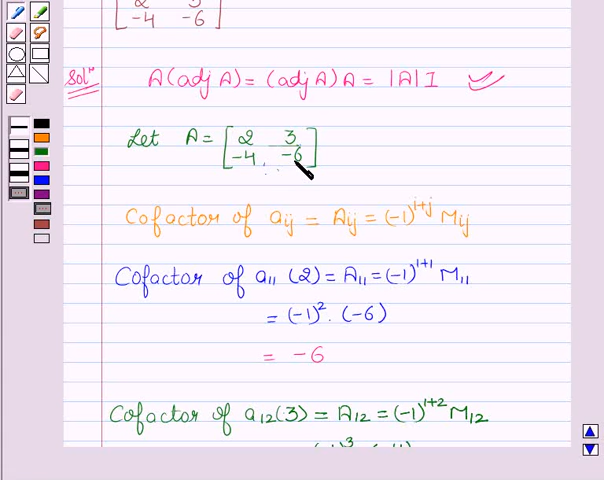 [2 3
-4 -6]
Sol^n A(adj A) = (adj A) A = |A| I ✓
Let A = [2 3
-4 -6]
Cofactor of aij = Aij = (-1)^i+j Mij
Cofactor of a11 (2) = A11 = (-1)^1+1 M11
= (-1)^2 . (-6)
= -6
Cofactor of a12 (3) = A12 = (-1)^1+2 M12